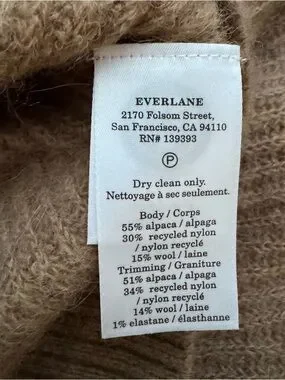 EVERLANE
2170 Folsom Street,
San Francisco, CA 94110
RN# 139393
P
Dry clean only.
Nettoyage à sec seulement.
Body / Corps
55% alpaca / alpaga
30% recycled nylon
/ nylon recyclé
15% wool / laine
Trimming / Graniture
51% alpaca / alpaga
34% recycled nylon
/ nylon recyclé
14% wool / laine
1% elastane / élasthanne